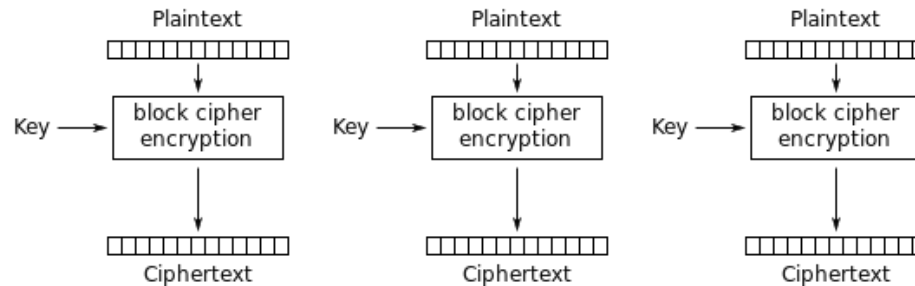 Plaintext
Plaintext
Plaintext
Key
block cipher
encryption
Key
block cipher
encryption
Key
block cipher
encryption
Ciphertext
Ciphertext
Ciphertext